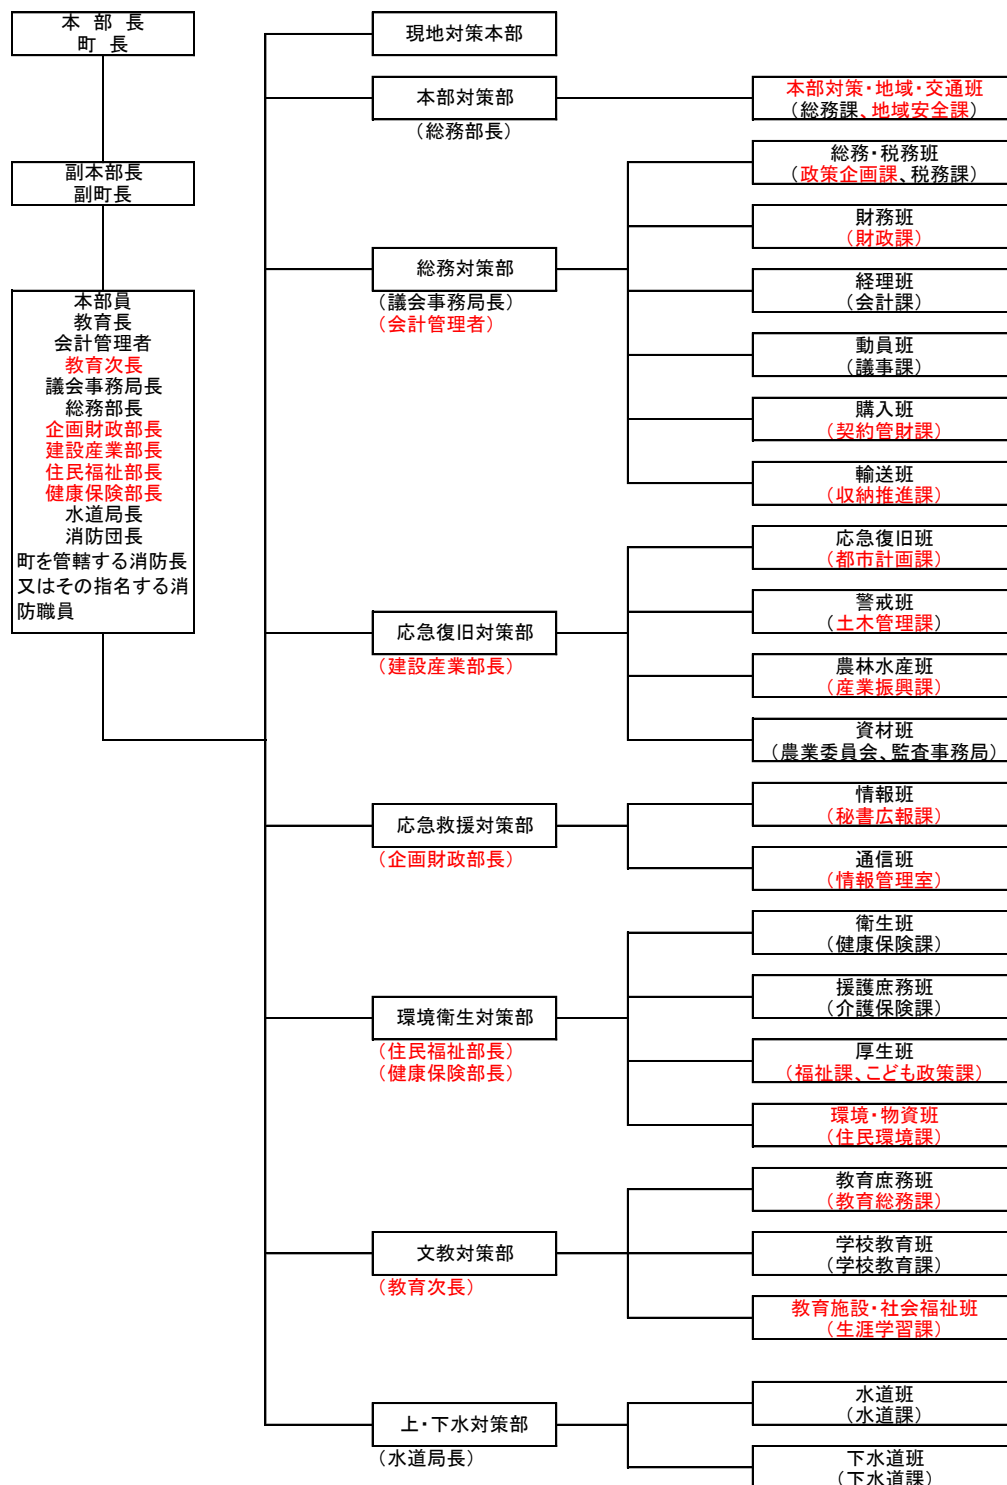 本 部 長
町 長
副本部長
副町長
本部員
教育長
会計管理者
教育次長
議会事務局長
総務部長
企画財政部長
建設産業部長
住民福祉部長
健康保険部長
水道局長
消防団長
町を管轄する消防長
又はその指名する消
防職員
現地対策本部
本部対策部
（総務部長）
本部対策・地域・交通班
（総務課、地域安全課）
総務対策部
（議会事務局長）
（会計管理者）
総務・税務班
（政策企画課、税務課）
財務班
（財政課）
経理班
（会計課）
動員班
（議事課）
購入班
（契約管財課）
輸送班
（収納推進課）
応急復旧対策部
（建設産業部長）
応急復旧班
（都市計画課）
警戒班
（土木管理課）
農林水産班
（産業振興課）
資材班
（農業委員会、監査事務局）
応急救援対策部
（企画財政部長）
情報班
（秘書広報課）
通信班
（情報管理室）
環境衛生対策部
（住民福祉部長）
（健康保険部長）
衛生班
（健康保険課）
援護庶務班
（介護保険課）
厚生班
（福祉課、こども政策課）
環境・物資班
（住民環境課）
文教対策部
（教育次長）
教育庶務班
（教育総務課）
学校教育班
（学校教育課）
教育施設・社会福祉班
（生涯学習課）
上・下水対策部
（水道局長）
水道班
（水道課）
下水道班
（下水道課）